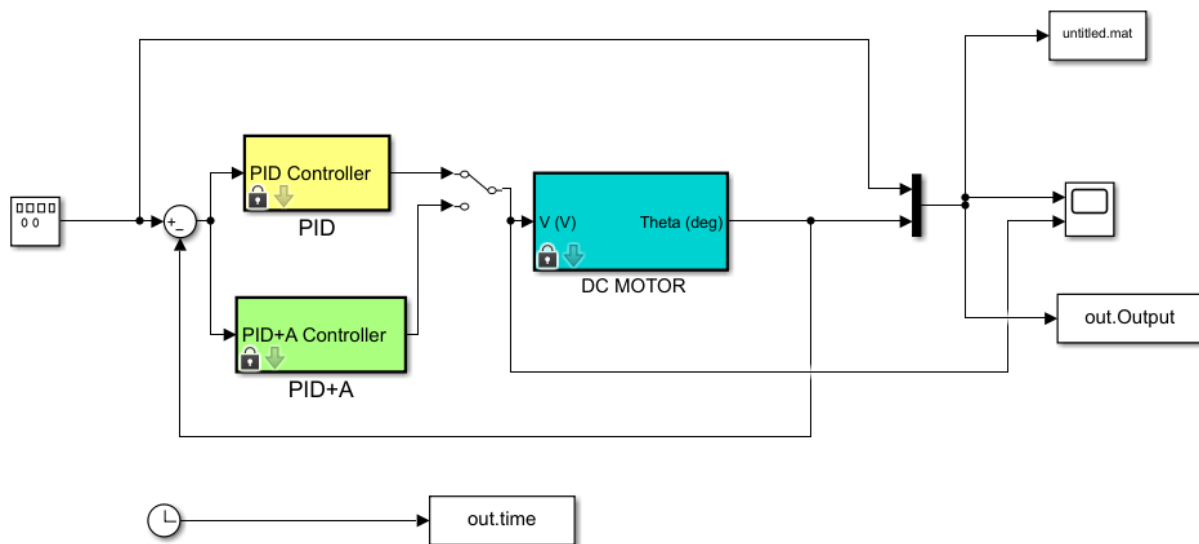 untitled.mat
PID Controller
PID
+
−
V (V)
Theta (deg)
DC MOTOR
out.Output
PID+A Controller
PID+A
out.time